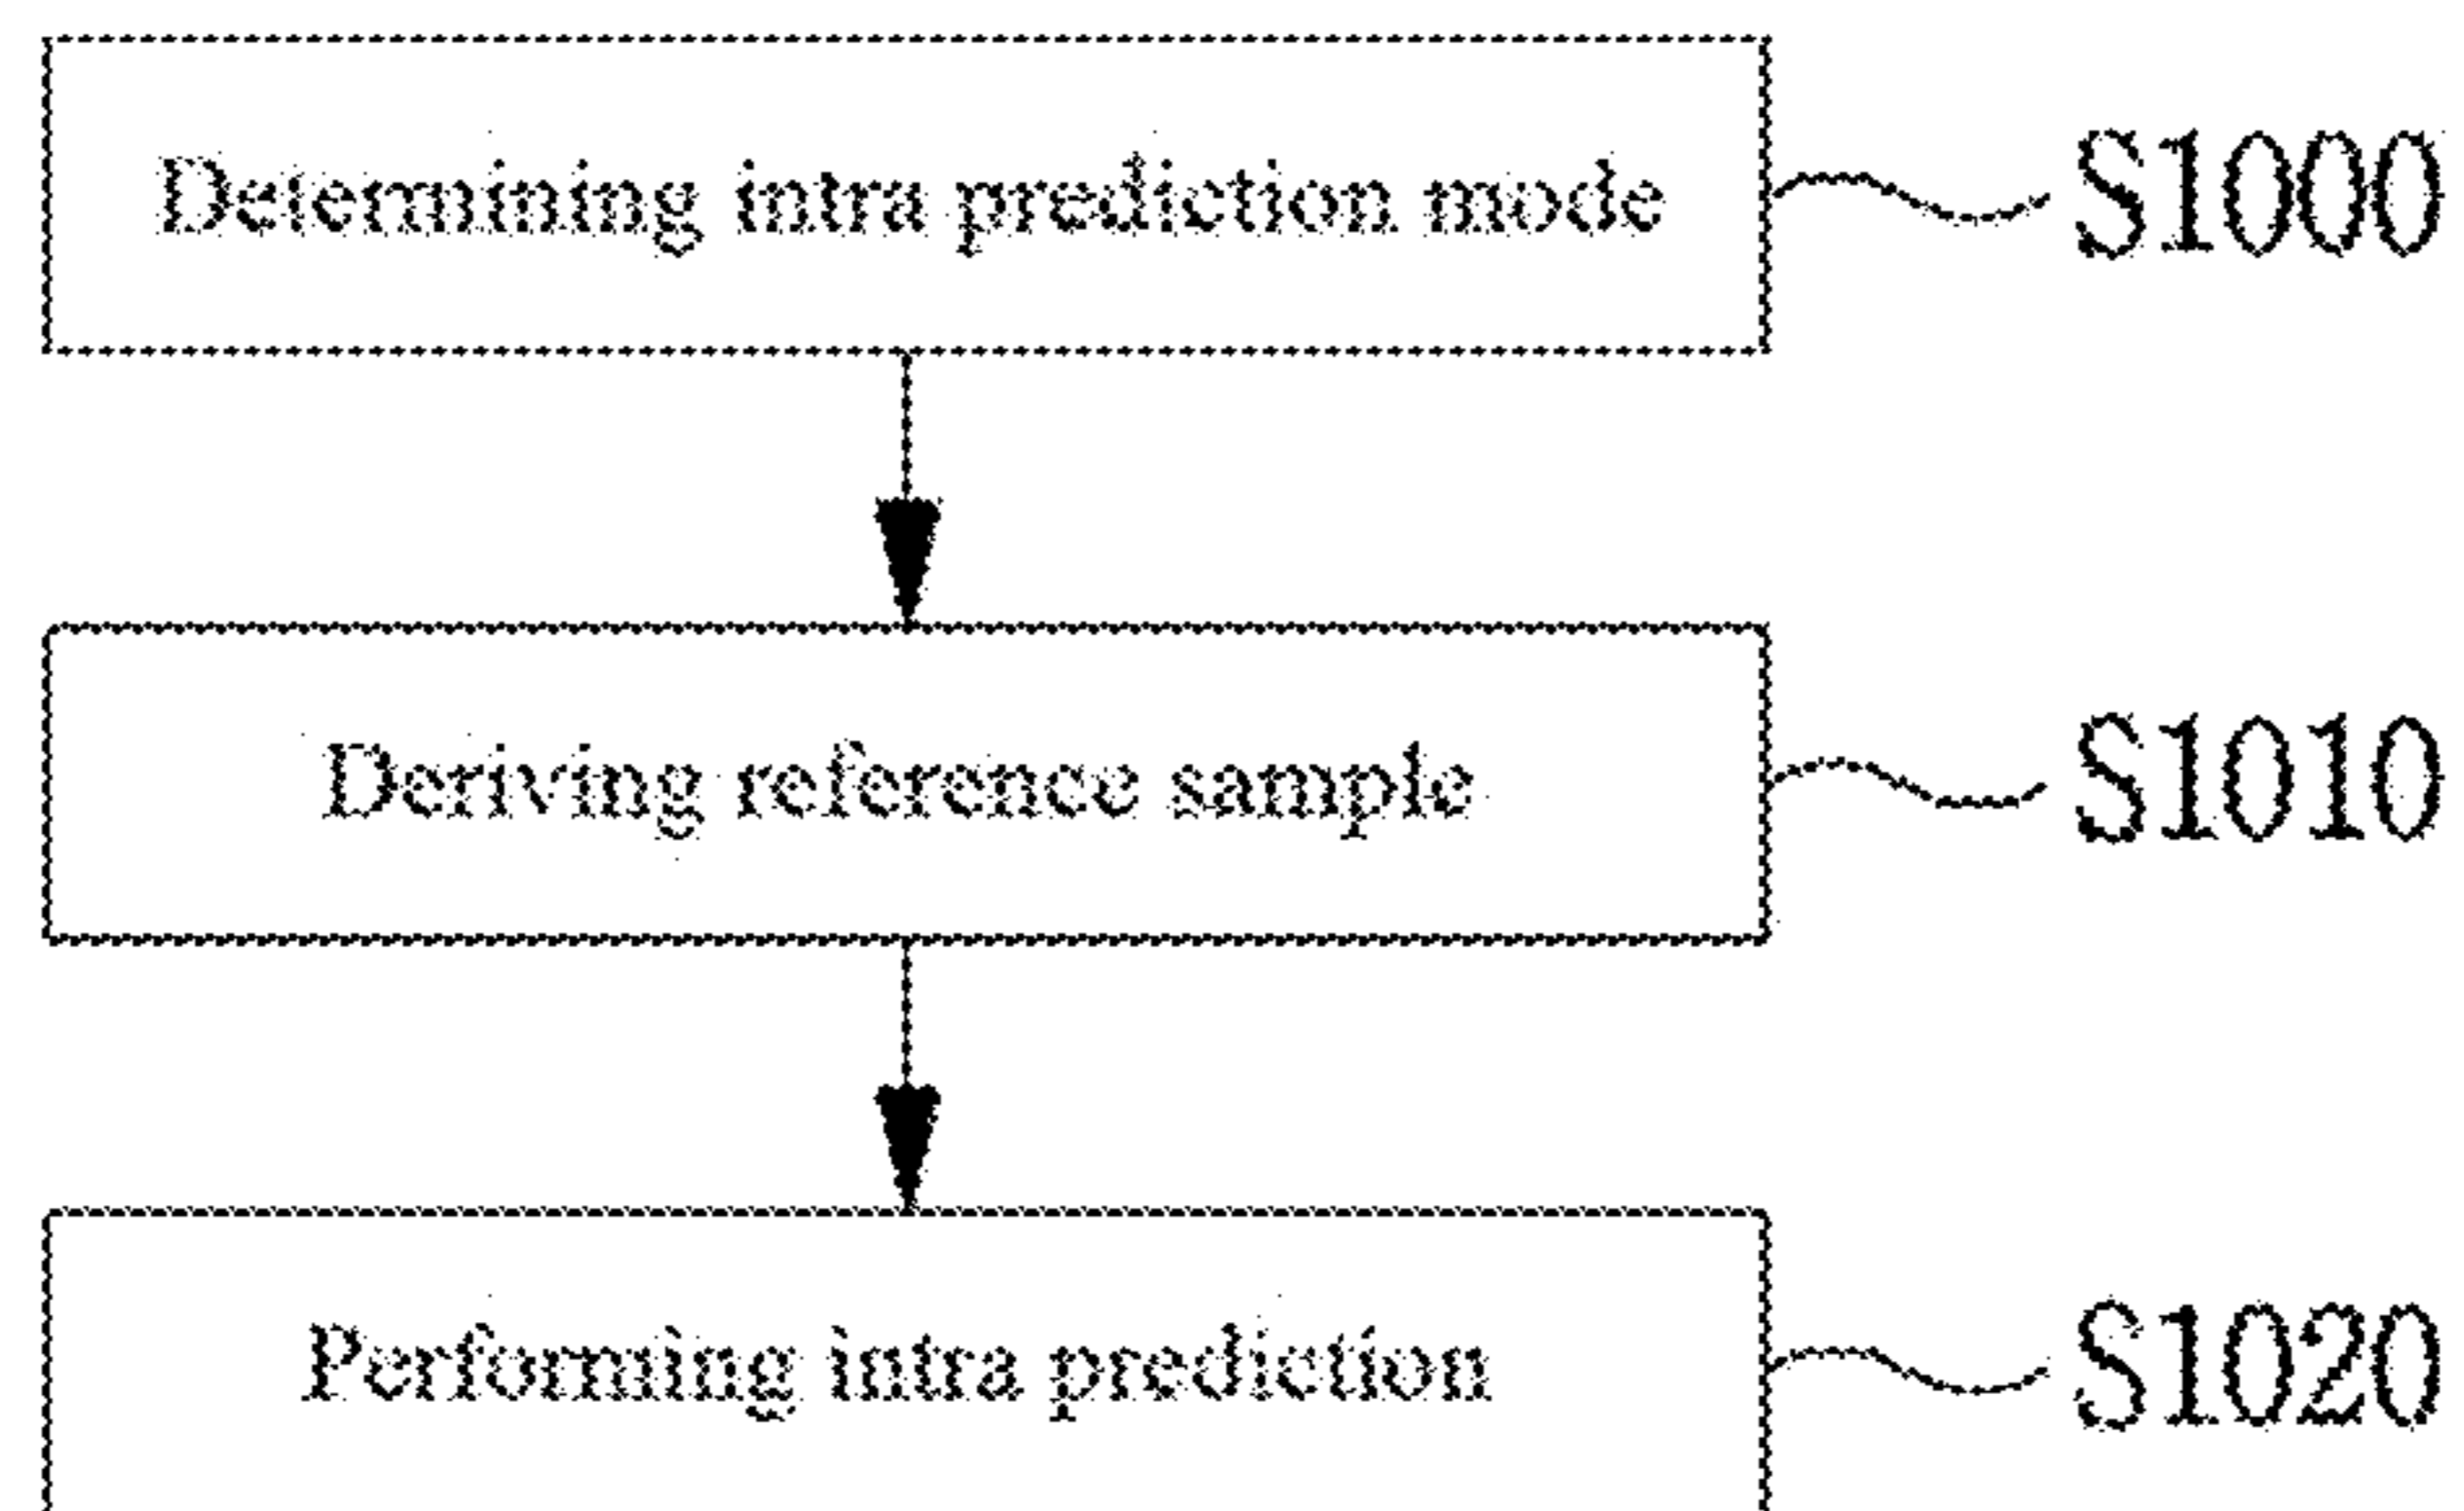 Determining intra prediction mode S1000
Deriving reference sample S1010
Performing intra prediction S1020